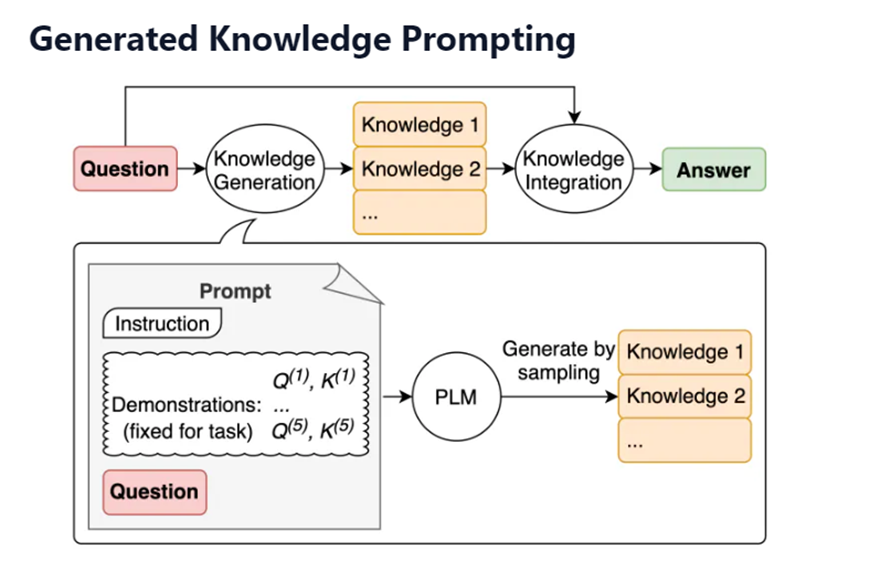 Generated Knowledge Prompting
Question
Knowledge
Generation
Knowledge 1
Knowledge 2
...
Knowledge
Integration
Answer
Prompt
Instruction
Q(1), K(1)
Demonstrations: ...
(fixed for task) Q(5), K(5)
Question
PLM
Generate by
sampling
Knowledge 1
Knowledge 2
...